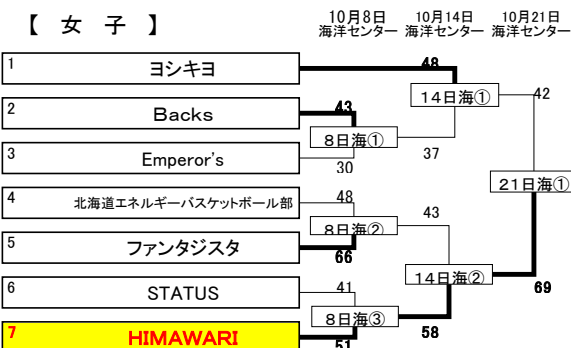 【 女 子 】
10月8日 10月14日 10月21日
海洋センター 海洋センター 海洋センター
1 ヨシキヨ
48
14日海①
42
2 Backs
43
8日海①
3 Emperor's
30
37
21日海①
4 北海道エネルギーバスケットボール部
48
43
8日海②
5 ファンタジスタ
66
14日海②
69
6 STATUS
41
8日海③
58
7 HIMAWARI
51